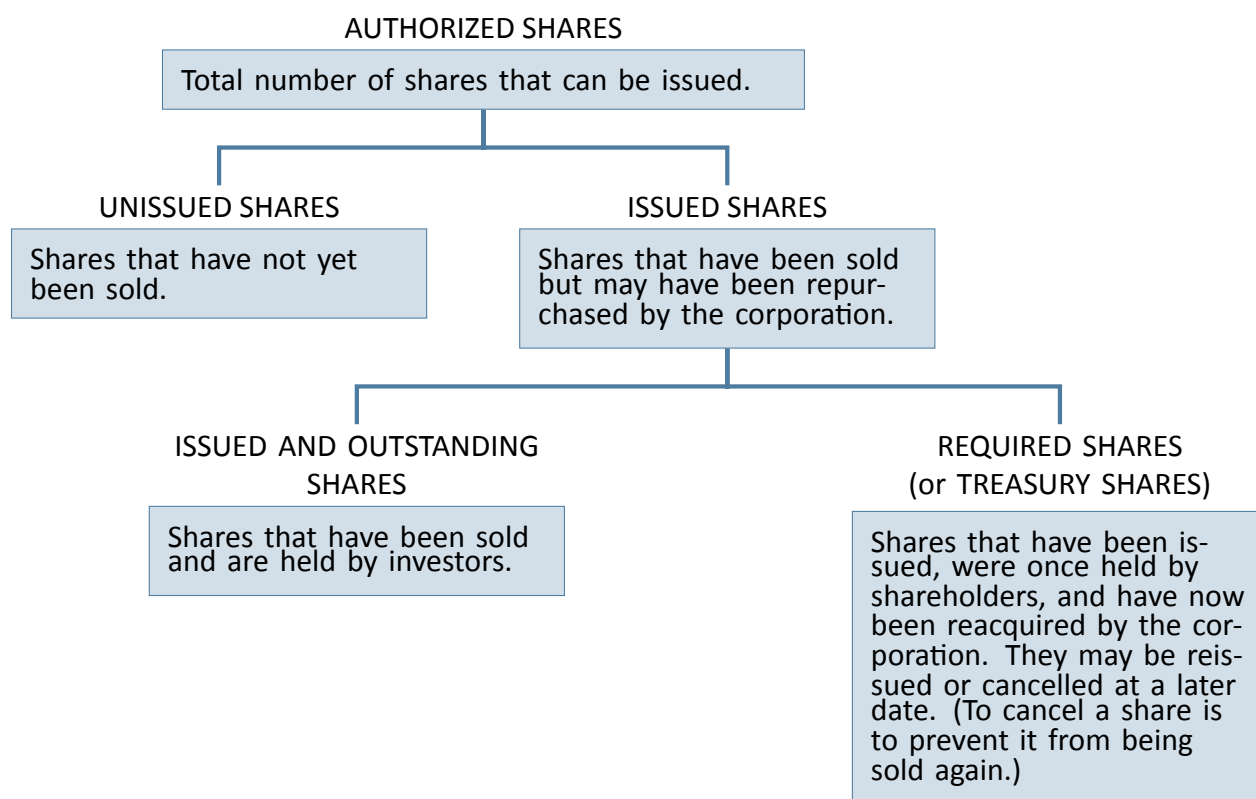 AUTHORIZED SHARES
Total number of shares that can be issued.
UNISSUED SHARES
Shares that have not yet
been sold.
ISSUED SHARES
Shares that have been sold
but may have been repur-
chased by the corporation.
ISSUED AND OUTSTANDING
SHARES
Shares that have been sold
and are held by investors.
REQUIRED SHARES
(or TREASURY SHARES)
Shares that have been is-
sued, were once held by
shareholders, and have now
been reacquired by the cor-
poration. They may be reis-
sued or cancelled at a later
date. (To cancel a share is
to prevent it from being
sold again.)